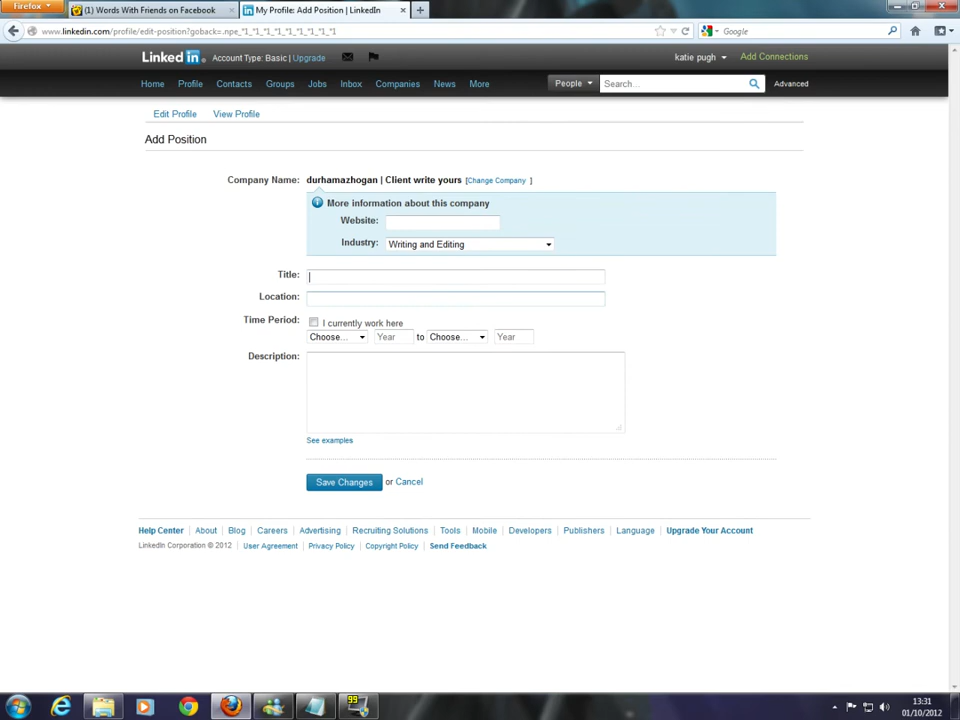 Firefox
(1) Words With Friends on Facebook
My Profile: Add Position | LinkedIn
www.linkedin.com/profile/edit-position?goback=.npe_*1_*1_*1_*1_*1_*1_*1_*1
Google
Linked in
Account Type: Basic | Upgrade
katie pugh
Add Connections
Home Profile Contacts Groups Jobs Inbox Companies News More
People
Search...
Advanced
Edit Profile View Profile
Add Position
Company Name: durhamazhogan | Client write yours [Change Company ]
More information about this company
Website:
Industry: Writing and Editing
Title:
Location:
Time Period: I currently work here
Choose... Year to Choose... Year
Description:
See examples
Save Changes or Cancel
Help Center About Blog Careers Advertising Recruiting Solutions Tools Mobile Developers Publishers Language Upgrade Your Account
LinkedIn Corporation © 2012 User Agreement Privacy Policy Copyright Policy Send Feedback
99
13:31
01/10/2012